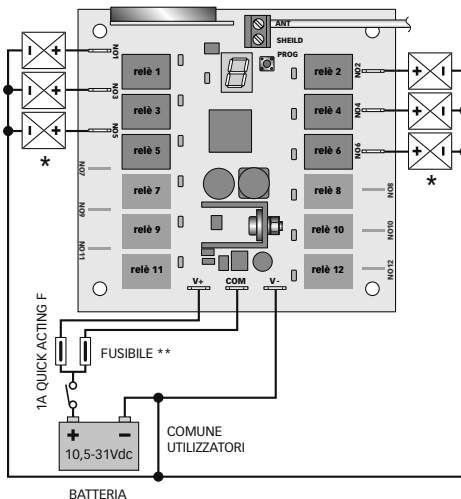 ANT
SHEILD
PROG
NO1
NO3
NO5
NO7
NO9
NO11
NO2
NO4
NO6
NO8
NO10
NO12
relè 1
relè 2
relè 3
relè 4
relè 5
relè 6
relè 7
relè 8
relè 9
relè 10
relè 11
relè 12
- +
- +
- +
*
+ -
+ -
+ -
*
V+
COM
V-
1A QUICK ACTING F
FUSIBILE **
+ -
10,5-31Vdc
BATTERIA
COMUNE
UTILIZZATORI